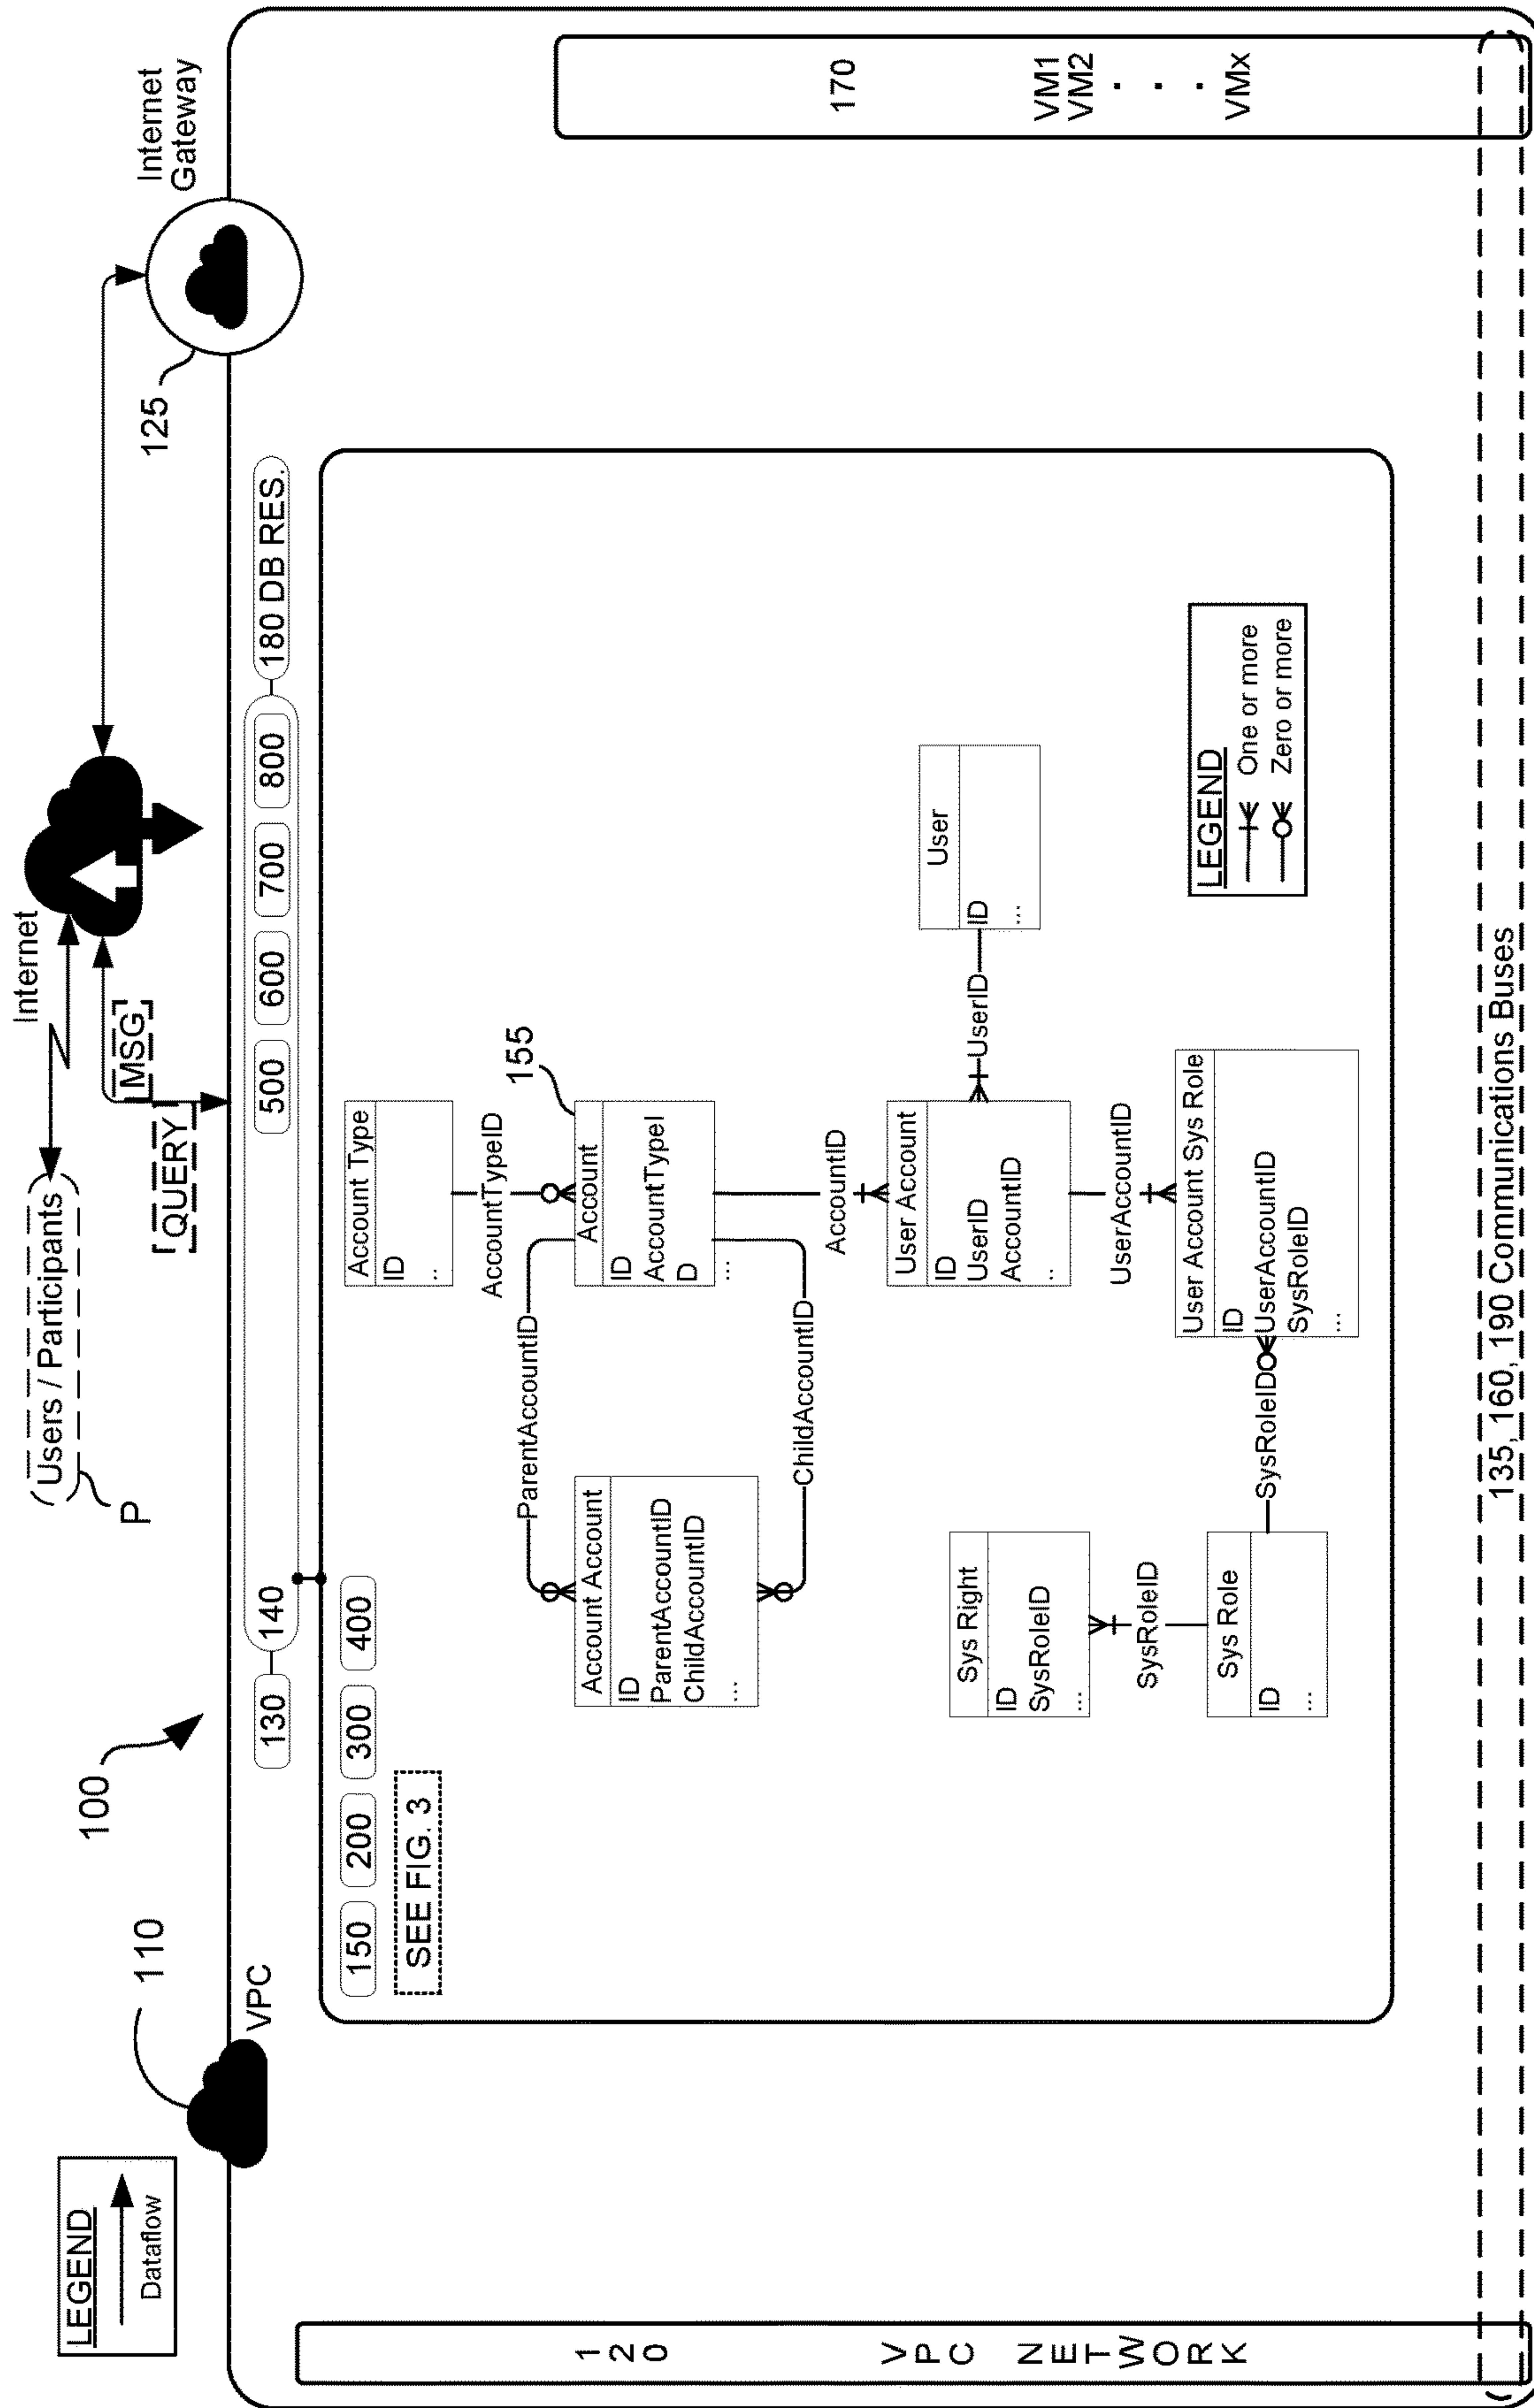 LEGEND
Dataflow
110
VPC
100
Users / Participants
P
Internet
[MSG]
[QUERY]
Internet
Gateway
125
130
140
500
600
700
800
180 DB RES.
150
200
300
400
SEE FIG. 3
Account Type
ID
..
AccountTypeID
155
Account
ID
AccountTypeI
D
...
ParentAccountID
ChildAccountID
Account Account
ID
ParentAccountID
ChildAccountID
...
AccountID
User Account
ID
UserID
AccountID
..
UserID
User
ID
...
UserAccountID
User Account Sys Role
ID
UserAccountID
SysRoleID
...
SysRoleID
Sys Right
ID
SysRoleID
...
SysRoleID
Sys Role
ID
...
LEGEND
One or more
Zero or more
120
VPC NETWORK
170
VM1
VM2
.
.
.
VMx
135, 160, 190 Communications Buses